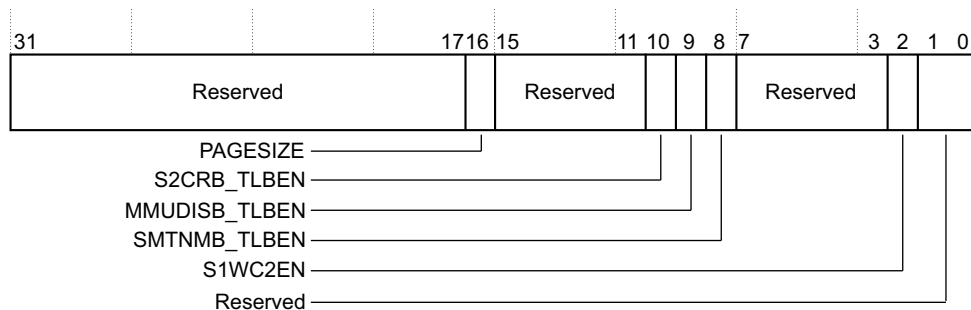 31 17 16 15 11 10 9 8 7 3 2 1 0
Reserved Reserved Reserved
PAGESIZE
S2CRB_TLBEN
MMUDISB_TLBEN
SMTNMB_TLBEN
S1WC2EN
Reserved